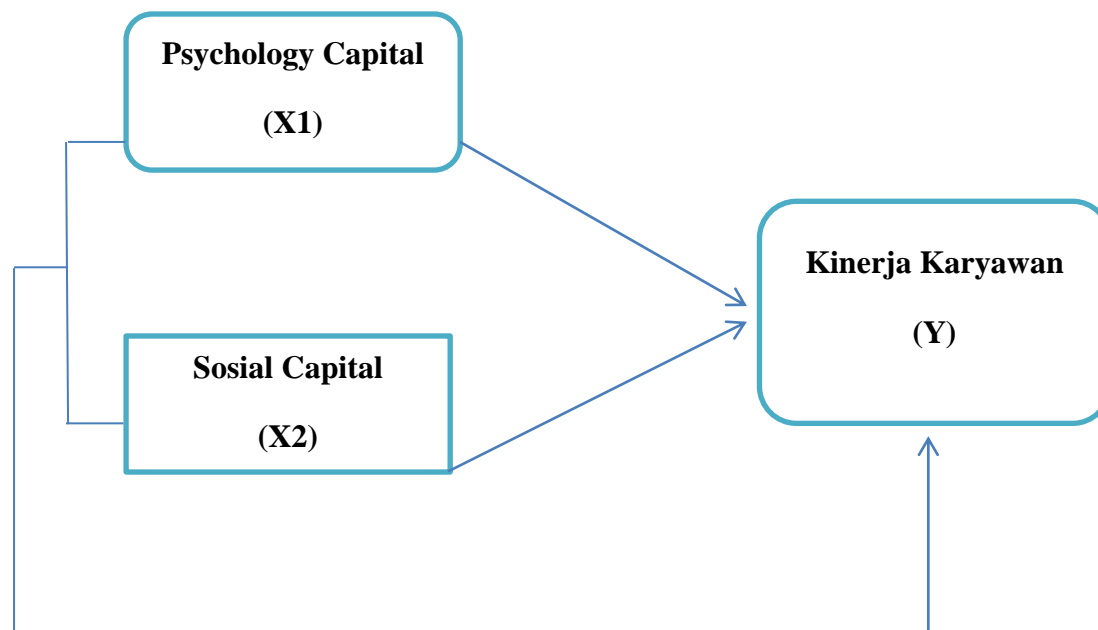 Psychology Capital
(X1)
Kinerja Karyawan
(Y)
Sosial Capital
(X2)